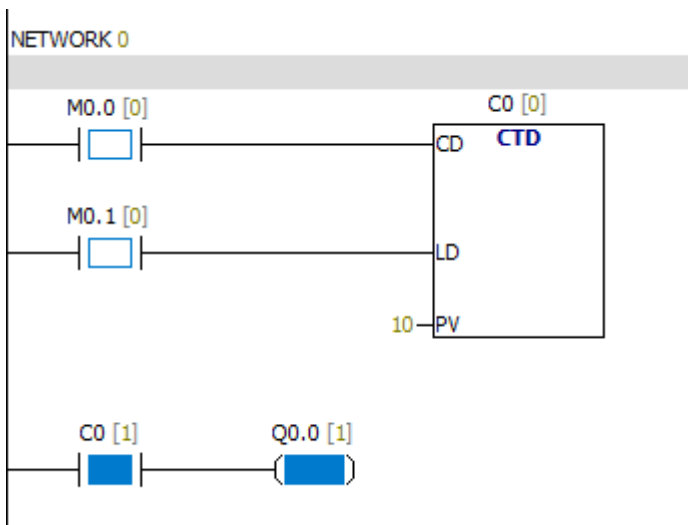 NETWORK 0
M0.0 [0]
C0 [0]
CD CTD
M0.1 [0]
LD
10 PV
C0 [1] Q0.0 [1]